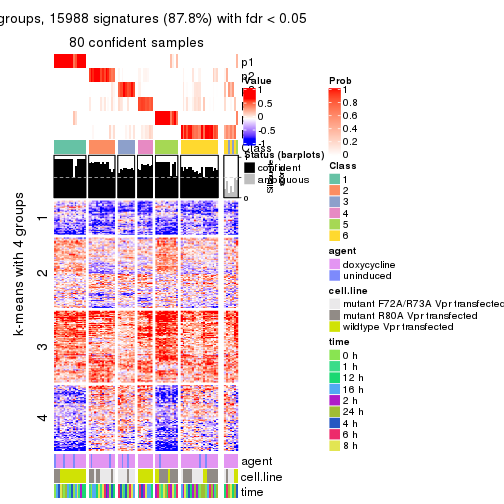 groups, 15988 signatures (87.8%) with fdr < 0.05
80 confident samples
p1
p2
Class
k-means with 4 groups
1
2
3
4
agent
cell.line
time
Value
1
0.5
0
-0.5
-1
Status (barplots)
confident
ambiguous
0
Prob
1
0.8
0.6
0.4
0.2
0
Class
1
2
3
4
5
6
agent
doxycycline
uninduced
cell.line
mutant F72A/R73A Vpr transfected
mutant R80A Vpr transfected
wildtype Vpr transfected
time
0 h
1 h
12 h
16 h
2 h
24 h
4 h
6 h
8 h